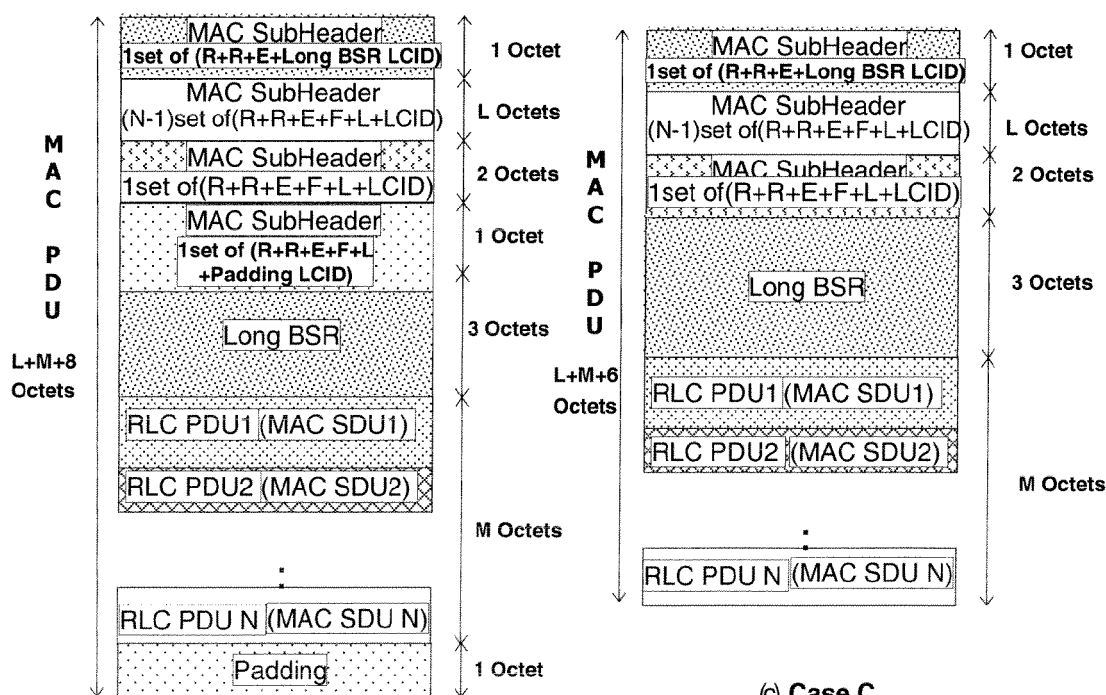 MAC SubHeader
1set of (R+R+E+Long BSR LCID)
1 Octet
MAC SubHeader
(N-1)set of(R+R+E+F+L+LCID)
L Octets
MAC SubHeader
1set of(R+R+E+F+L+LCID)
2 Octets
MAC SubHeader
1set of (R+R+E+F+L
+Padding LCID)
1 Octet
Long BSR
3 Octets
MAC PDU
L+M+8
Octets
RLC PDU1 (MAC SDU1)
RLC PDU2 (MAC SDU2)
M Octets
:
RLC PDU N (MAC SDU N)
Padding
1 Octet
MAC SubHeader
1set of (R+R+E+Long BSR LCID)
1 Octet
MAC SubHeader
(N-1)set of(R+R+E+F+L+LCID)
L Octets
MAC SubHeader
1set of(R+R+E+F+L+LCID)
2 Octets
Long BSR
3 Octets
MAC PDU
L+M+6
Octets
RLC PDU1 (MAC SDU1)
RLC PDU2 (MAC SDU2)
M Octets
:
RLC PDU N (MAC SDU N)
(c) Case C